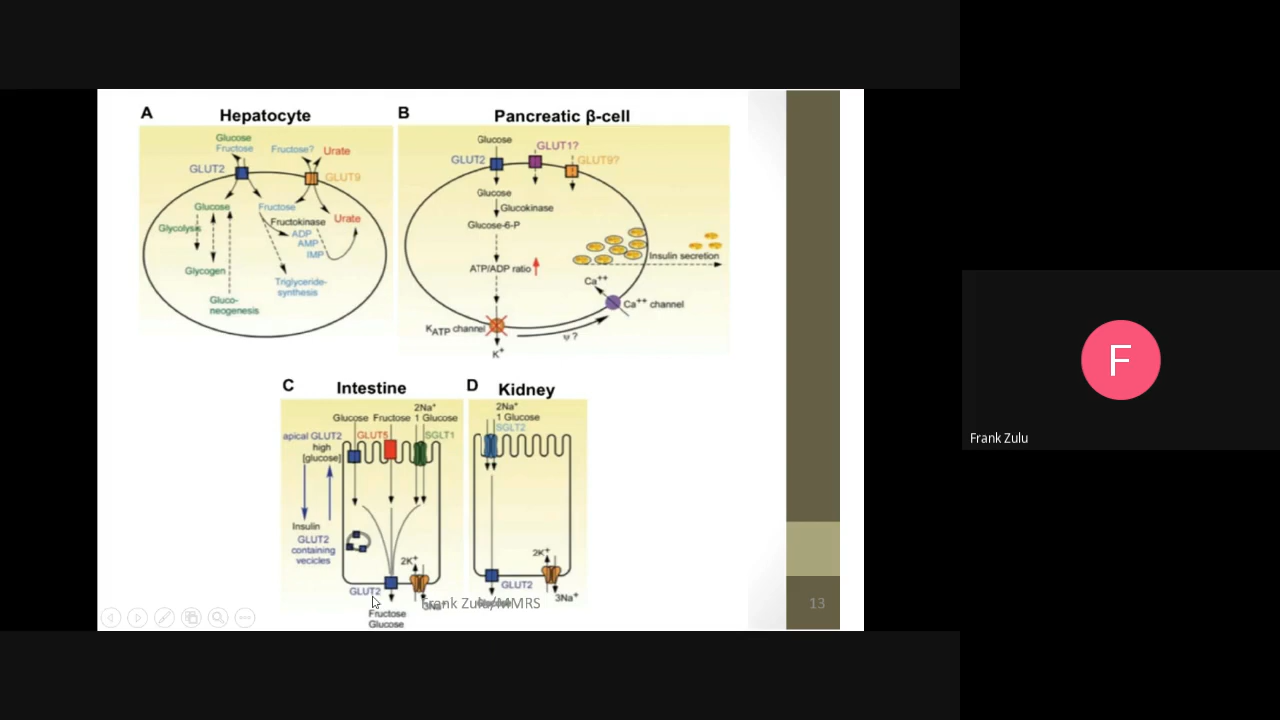 A Hepatocyte
Glucose
Fructose
Fructose?
Urate
GLUT2
GLUT9
Glucose
Fructose
Urate
Glycolysis
Fructokinase
ADP
AMP
IMP
Glycogen
Triglyceride-
synthesis
Gluco-
neogenesis
B Pancreatic β-cell
Glucose
GLUT1?
GLUT2
GLUT9?
Glucose
Glucokinase
Glucose-6-P
ATP/ADP ratio
Insulin secretion
Ca++
Ca++ channel
KATP channel
ψ ?
K+
C Intestine
2Na+
Glucose Fructose 1 Glucose
apical GLUT2
GLUT5
SGLT1
high
[glucose]
Insulin
GLUT2
containing
vecicles
2K+
GLUT2
3Na+
Fructose
Glucose
D Kidney
2Na+
1 Glucose
SGLT2
2K+
GLUT2
3Na+
Glucose
Frank Zulu/MMRS
13
F
Frank Zulu